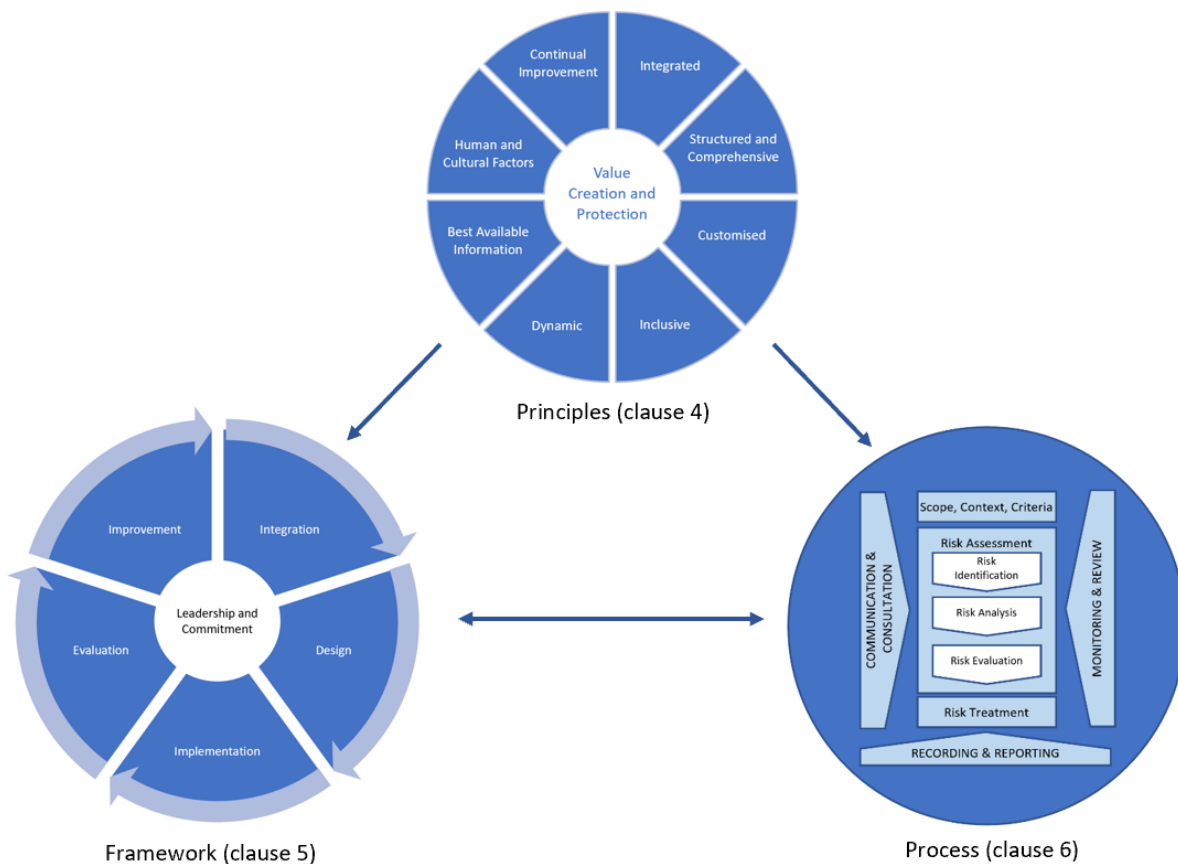 Continual
Improvement
Integrated
Human and
Cultural Factors
Structured and
Comprehensive
Value
Creation and
Protection
Best Available
Information
Customised
Dynamic
Inclusive
Principles (clause 4)
Improvement
Integration
Leadership and
Commitment
Evaluation
Design
Implementation
Framework (clause 5)
COMMUNICATION &
CONSULTATION
Scope, Context, Criteria
Risk Assessment
Risk
Identification
Risk Analysis
Risk Evaluation
Risk Treatment
MONITORING & REVIEW
RECORDING & REPORTING
Process (clause 6)